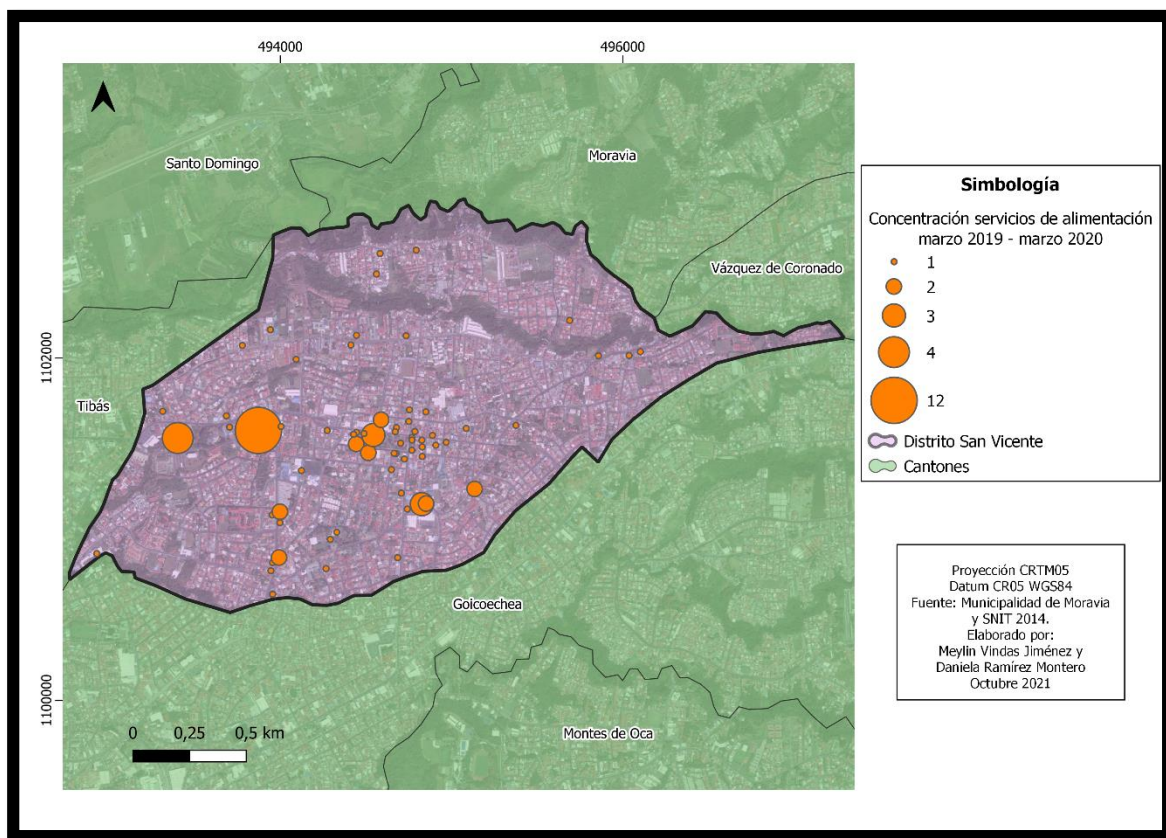 494000
496000
Santo Domingo
Moravia
Vázquez de Coronado
1102000
Tibás
Goicoechea
1100000
Montes de Oca
0 0,25 0,5 km
Simbología
Concentración servicios de alimentación
marzo 2019 - marzo 2020
1
2
3
4
12
Distrito San Vicente
Cantones
Proyección CRTM05
Datum CR05 WGS84
Fuente: Municipalidad de Moravia
y SNIT 2014.
Elaborado por:
Meylin Vindas Jiménez y
Daniela Ramírez Montero
Octubre 2021